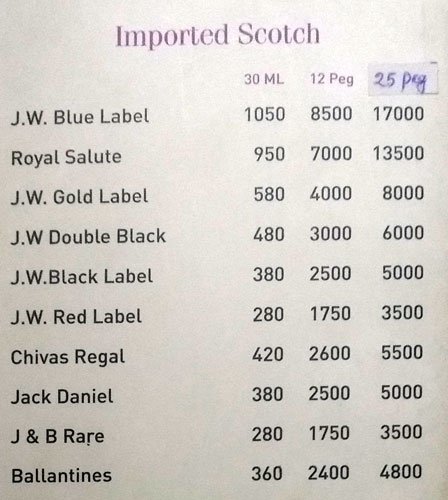 Imported Scotch
30 ML 12 Peg 25 Peg
J.W. Blue Label 1050 8500 17000
Royal Salute 950 7000 13500
J.W. Gold Label 580 4000 8000
J.W Double Black 480 3000 6000
J.W.Black Label 380 2500 5000
J.W. Red Label 280 1750 3500
Chivas Regal 420 2600 5500
Jack Daniel 380 2500 5000
J & B Rare 280 1750 3500
Ballantines 360 2400 4800